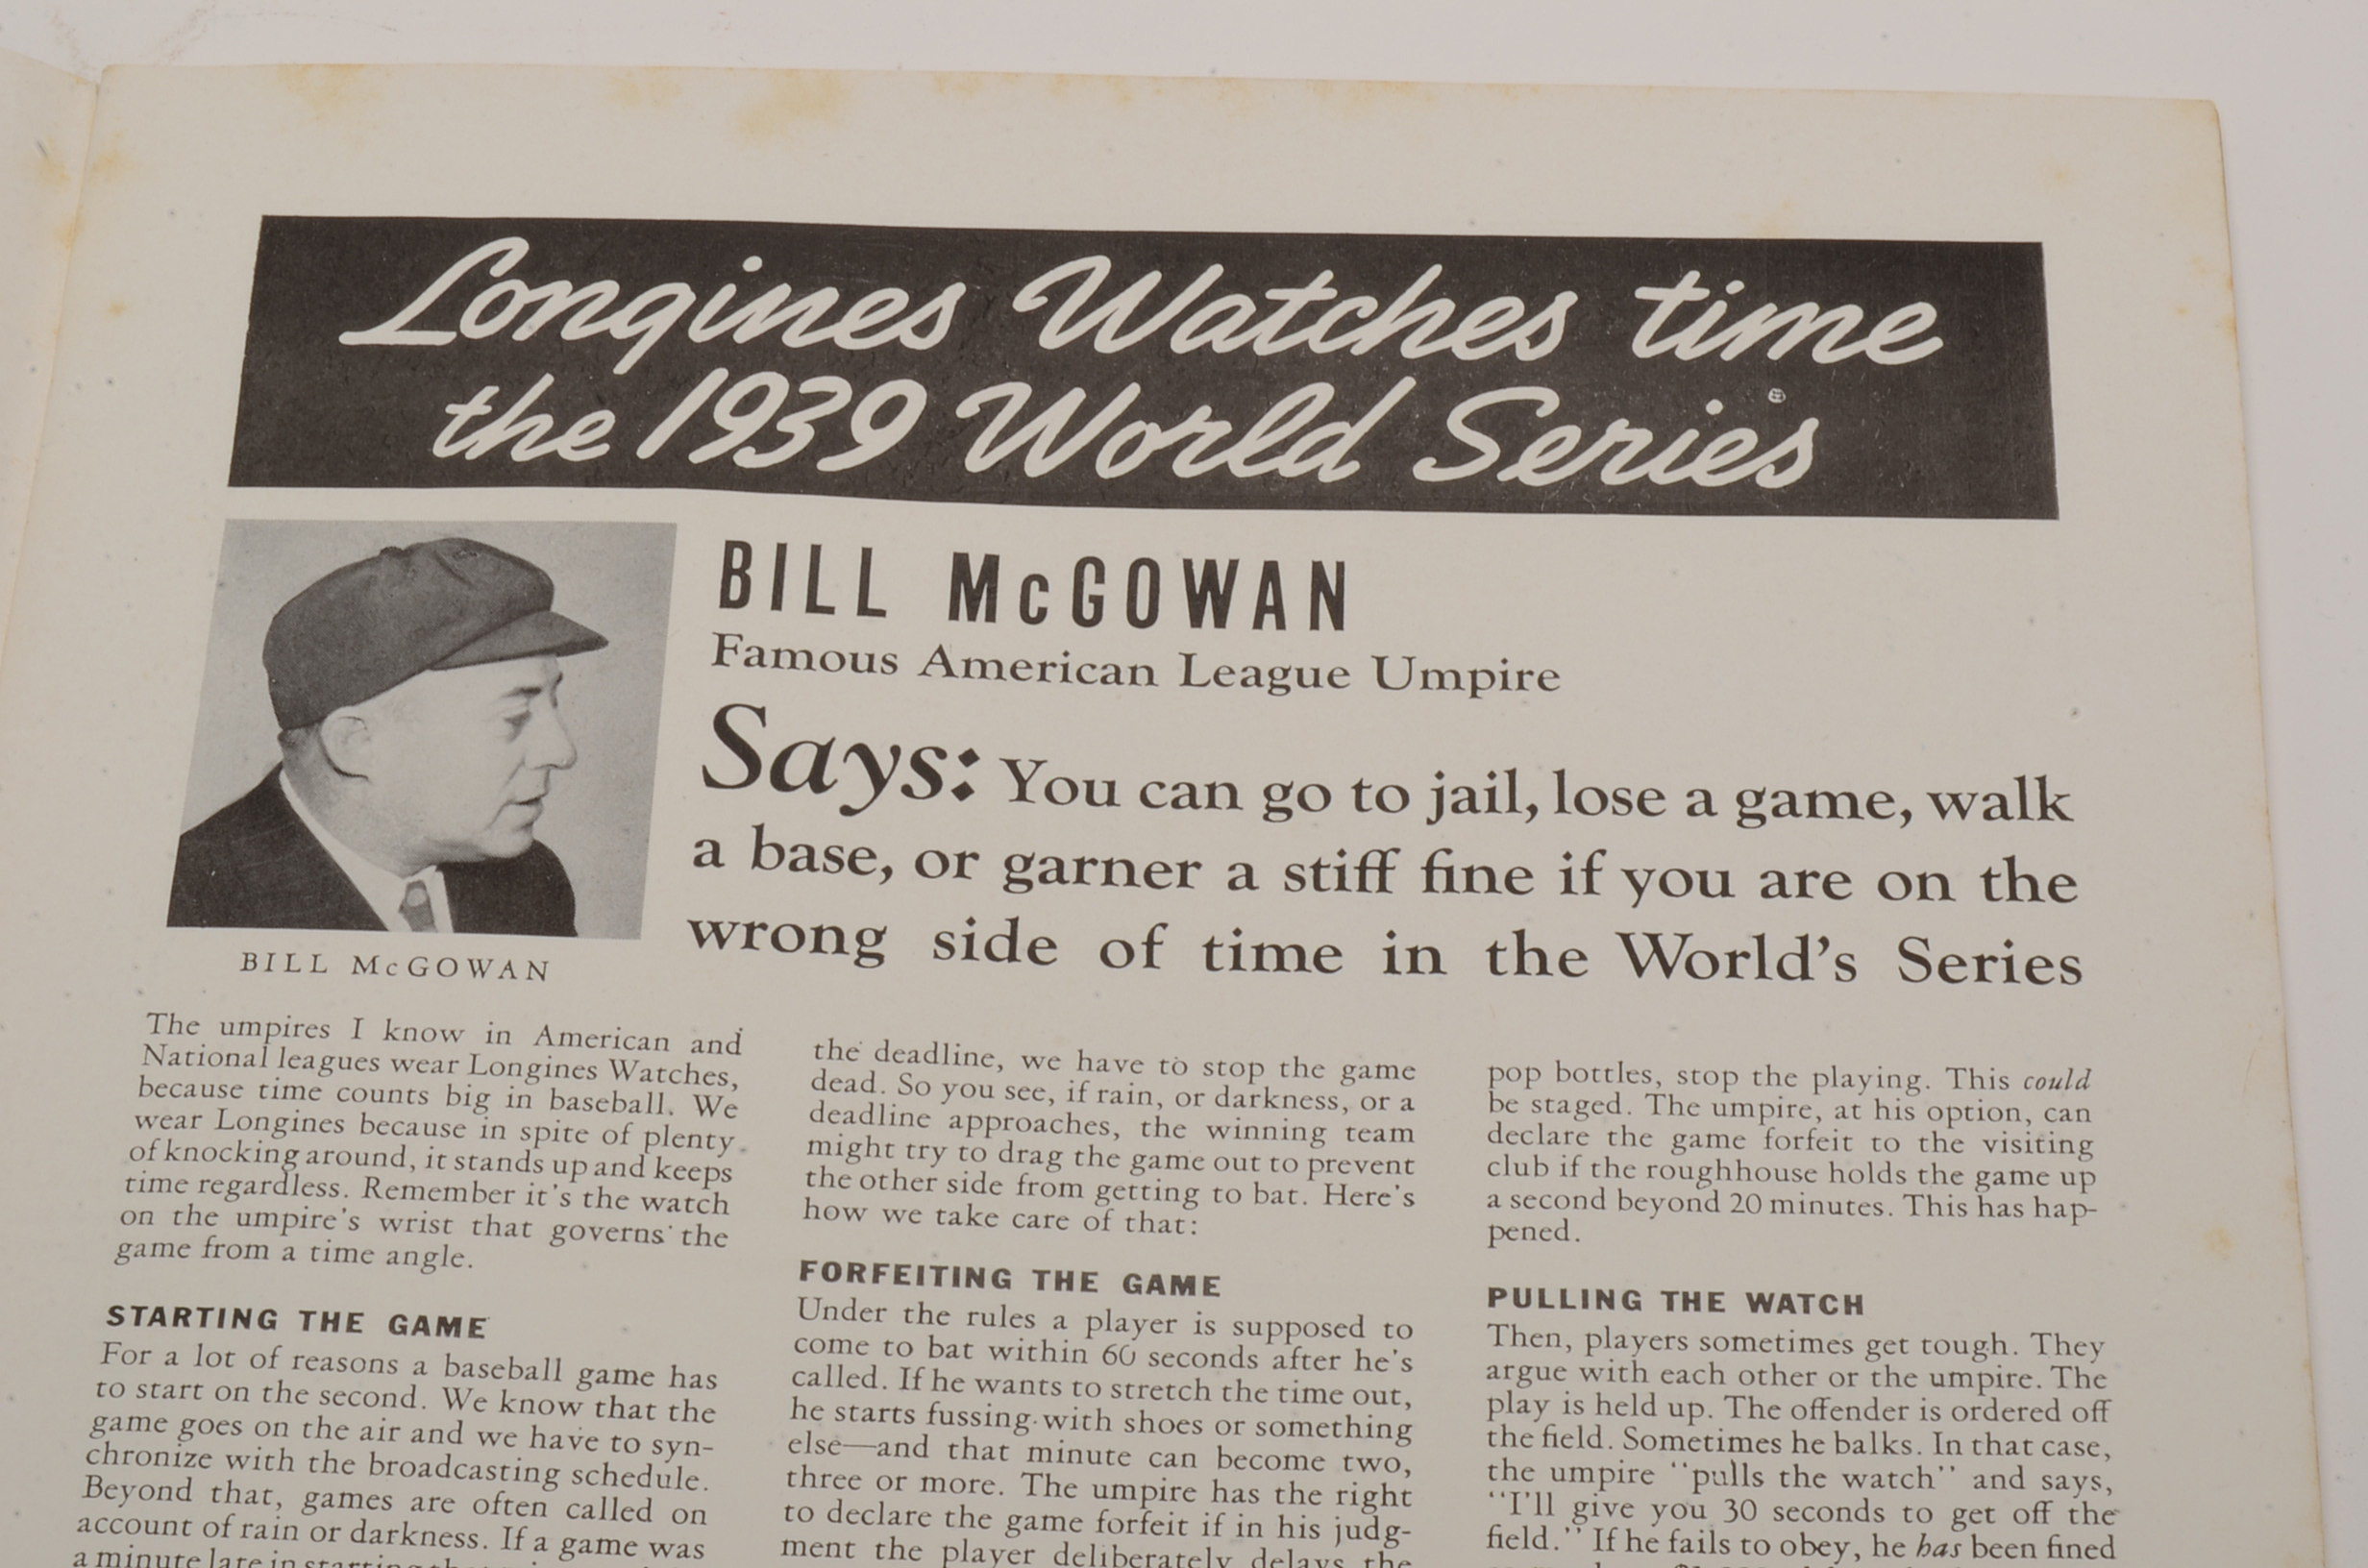 Longines Watches time
the 1939 World Series
BILL McGOWAN
Famous American League Umpire
Says: You can go to jail, lose a game, walk
a base, or garner a stiff fine if you are on the
wrong side of time in the World's Series
BILL McGOWAN
The umpires I know in American and
National leagues wear Longines Watches,
because time counts big in baseball. We
wear Longines because in spite of plenty
of knocking around, it stands up and keeps
time regardless. Remember it's the watch
on the umpire's wrist that governs the
game from a time angle.
STARTING THE GAME
For a lot of reasons a baseball game has
to start on the second. We know that the
game goes on the air and we have to syn-
chronize with the broadcasting schedule.
Beyond that, games are often called on
account of rain or darkness. If a game was
a minute late in starting
the deadline, we have to stop the game
dead. So you see, if rain, or darkness, or a
deadline approaches, the winning team
might try to drag the game out to prevent
the other side from getting to bat. Here's
how we take care of that:
FORFEITING THE GAME
Under the rules a player is supposed to
come to bat within 60 seconds after he's
called. If he wants to stretch the time out,
he starts fussing with shoes or something
else—and that minute can become two,
three or more. The umpire has the right
to declare the game forfeit if in his judg-
ment the player deliberately delays the
pop bottles, stop the playing. This could
be staged. The umpire, at his option, can
declare the game forfeit to the visiting
club if the roughhouse holds the game up
a second beyond 20 minutes. This has hap-
pened.
PULLING THE WATCH
Then, players sometimes get tough. They
argue with each other or the umpire. The
play is held up. The offender is ordered off
the field. Sometimes he balks. In that case,
the umpire "pulls the watch" and says,
"I'll give you 30 seconds to get off the
field." If he fails to obey, he has been fined